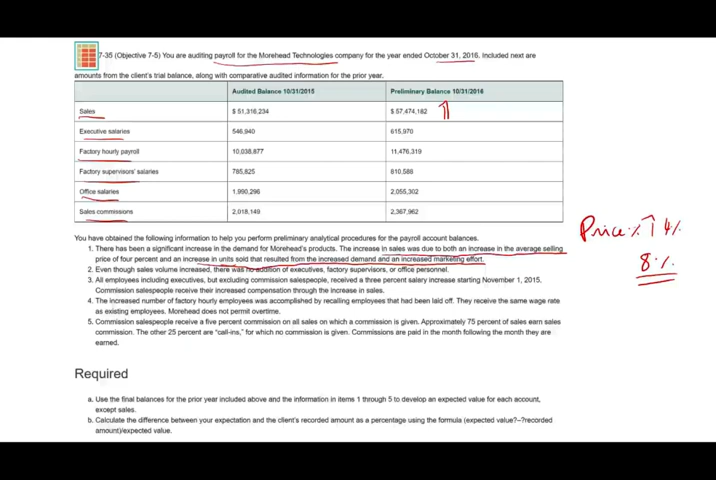 7-35 (Objective 7-5) You are auditing payroll for the Morehead Technologies company for the year ended October 31, 2016. Included next are
amounts from the client's trial balance, along with comparative audited information for the prior year.
Audited Balance 10/31/2015 Preliminary Balance 10/31/2016
Sales $ 51,316,234 $ 57,474,182
Executive salaries 546,940 615,970
Factory hourly payroll 10,038,877 11,476,319
Factory supervisors' salaries 785,825 810,588
Office salaries 1,990,296 2,055,302
Sales commissions 2,018,149 2,367,962
You have obtained the following information to help you perform preliminary analytical procedures for the payroll account balances.
1. There has been a significant increase in the demand for Morehead's products. The increase in sales was due to both an increase in the average selling
price of four percent and an increase in units sold that resulted from the increased demand and an increased marketing effort.
2. Even though sales volume increased, there was no addition of executives, factory supervisors, or office personnel.
3. All employees including executives, but excluding commission salespeople, received a three percent salary increase starting November 1, 2015.
Commission salespeople receive their increased compensation through the increase in sales.
4. The increased number of factory hourly employees was accomplished by recalling employees that had been laid off. They receive the same wage rate
as existing employees. Morehead does not permit overtime.
5. Commission salespeople receive a five percent commission on all sales on which a commission is given. Approximately 75 percent of sales earn sales
commission. The other 25 percent are "call-ins," for which no commission is given. Commissions are paid in the month following the month they are
earned.
Price % ↑ 4%
8%
Required
a. Use the final balances for the prior year included above and the information in items 1 through 5 to develop an expected value for each account,
except sales.
b. Calculate the difference between your expectation and the client's recorded amount as a percentage using the formula (expected value?–?recorded
amount)/expected value.